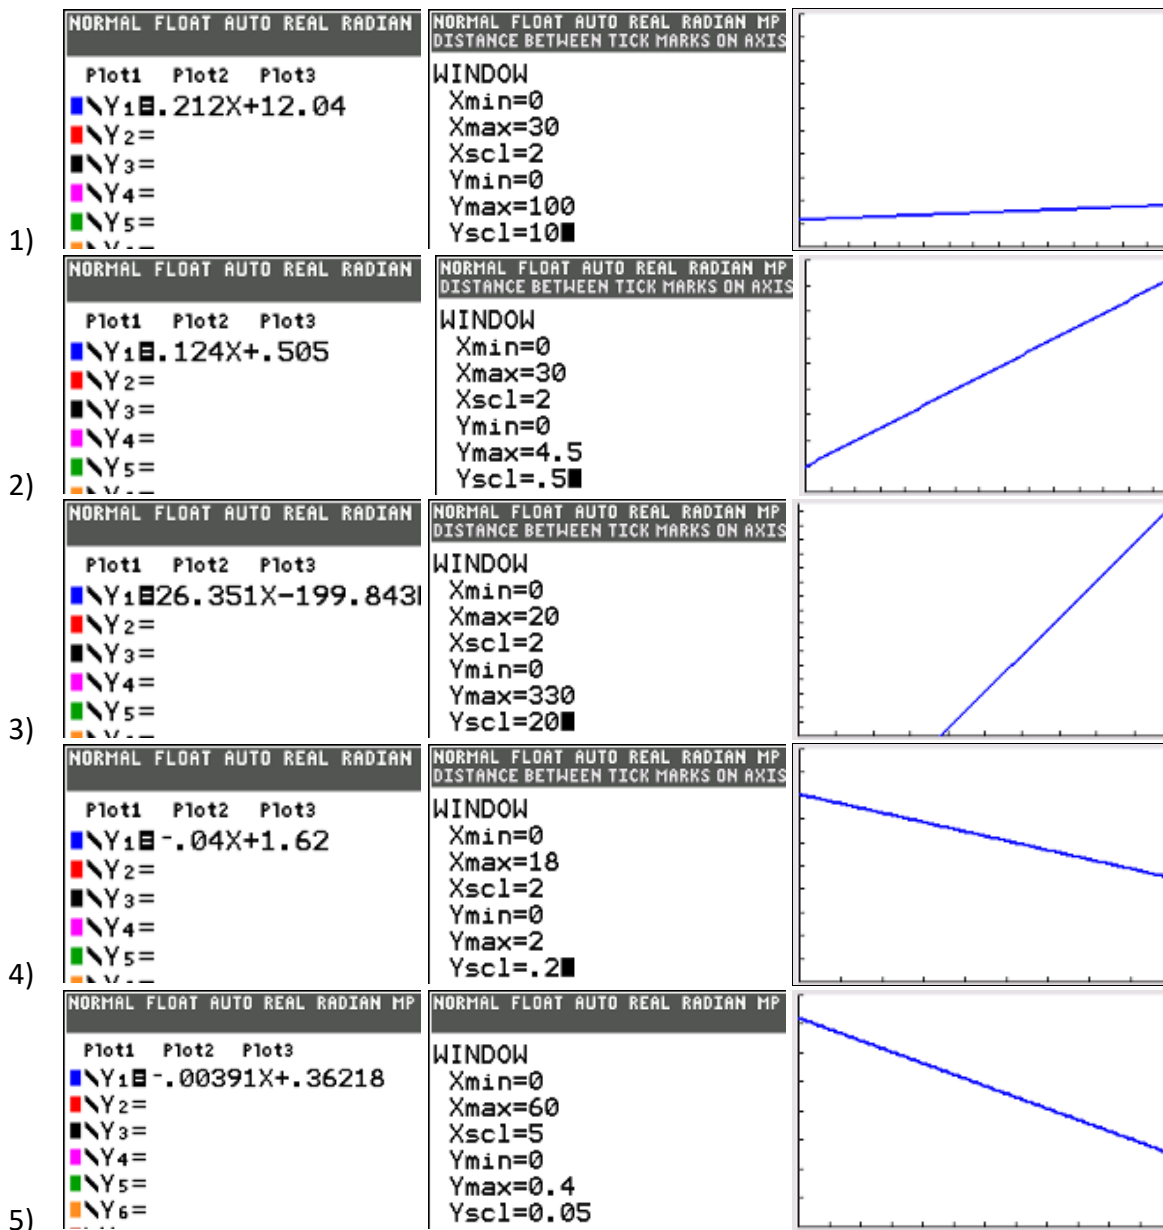 NORMAL FLOAT AUTO REAL RADIAN
Plot1 Plot2 Plot3
\Y1=.212X+12.04
\Y2=
\Y3=
\Y4=
\Y5=
NORMAL FLOAT AUTO REAL RADIAN MP
DISTANCE BETWEEN TICK MARKS ON AXIS
WINDOW
Xmin=0
Xmax=30
Xscl=2
Ymin=0
Ymax=100
Yscl=10
1)
NORMAL FLOAT AUTO REAL RADIAN
Plot1 Plot2 Plot3
\Y1=.124X+.505
\Y2=
\Y3=
\Y4=
\Y5=
NORMAL FLOAT AUTO REAL RADIAN MP
DISTANCE BETWEEN TICK MARKS ON AXIS
WINDOW
Xmin=0
Xmax=30
Xscl=2
Ymin=0
Ymax=4.5
Yscl=.5
2)
NORMAL FLOAT AUTO REAL RADIAN
Plot1 Plot2 Plot3
\Y1=26.351X-199.843
\Y2=
\Y3=
\Y4=
\Y5=
NORMAL FLOAT AUTO REAL RADIAN MP
DISTANCE BETWEEN TICK MARKS ON AXIS
WINDOW
Xmin=0
Xmax=20
Xscl=2
Ymin=0
Ymax=330
Yscl=20
3)
NORMAL FLOAT AUTO REAL RADIAN
Plot1 Plot2 Plot3
\Y1=-.04X+1.62
\Y2=
\Y3=
\Y4=
\Y5=
NORMAL FLOAT AUTO REAL RADIAN MP
DISTANCE BETWEEN TICK MARKS ON AXIS
WINDOW
Xmin=0
Xmax=18
Xscl=2
Ymin=0
Ymax=2
Yscl=.2
4)
NORMAL FLOAT AUTO REAL RADIAN MP
Plot1 Plot2 Plot3
\Y1=-.00391X+.36218
\Y2=
\Y3=
\Y4=
\Y5=
\Y6=
NORMAL FLOAT AUTO REAL RADIAN MP
WINDOW
Xmin=0
Xmax=60
Xscl=5
Ymin=0
Ymax=0.4
Yscl=0.05
5)